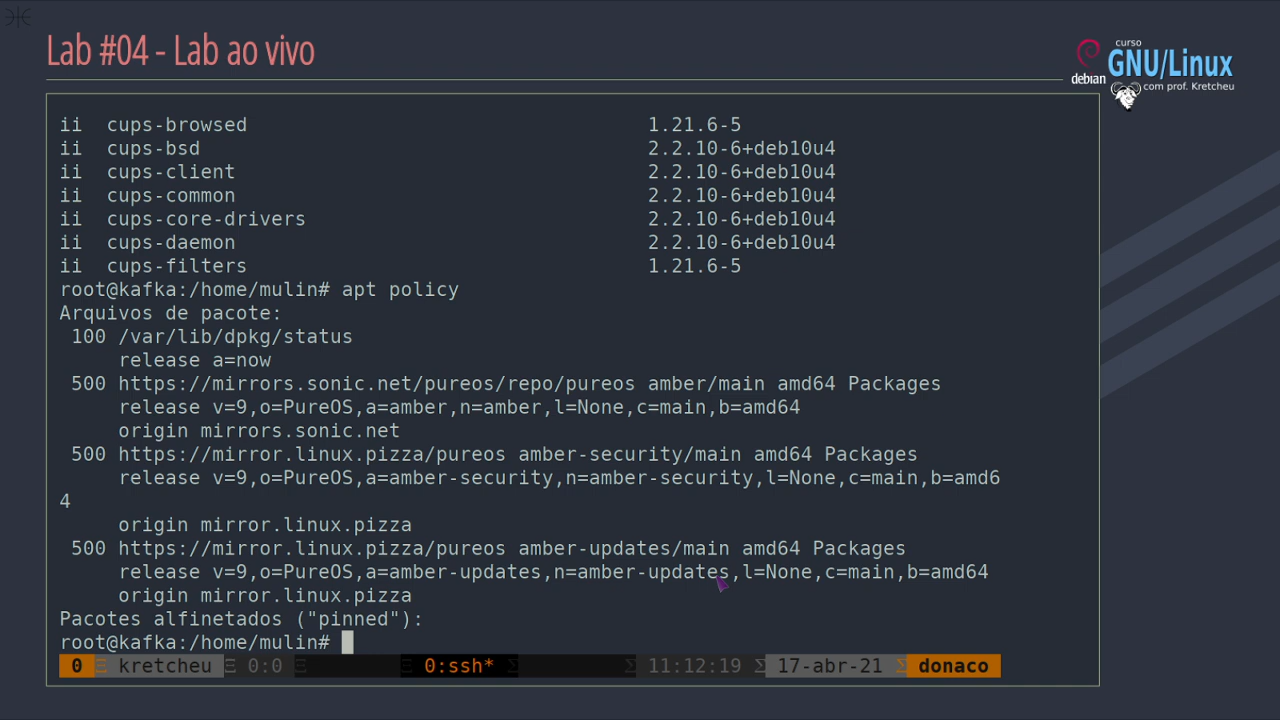 Lab #04 - Lab ao vivo
curso
GNU/Linux
debian
com prof. Kretcheu
ii  cups-browsed                                  1.21.6-5
ii  cups-bsd                                      2.2.10-6+deb10u4
ii  cups-client                                   2.2.10-6+deb10u4
ii  cups-common                                   2.2.10-6+deb10u4
ii  cups-core-drivers                             2.2.10-6+deb10u4
ii  cups-daemon                                   2.2.10-6+deb10u4
ii  cups-filters                                  1.21.6-5
root@kafka:/home/mulin# apt policy
Arquivos de pacote:
 100 /var/lib/dpkg/status
     release a=now
 500 https://mirrors.sonic.net/pureos/repo/pureos amber/main amd64 Packages
     release v=9,o=PureOS,a=amber,n=amber,l=None,c=main,b=amd64
     origin mirrors.sonic.net
 500 https://mirror.linux.pizza/pureos amber-security/main amd64 Packages
     release v=9,o=PureOS,a=amber-security,n=amber-security,l=None,c=main,b=amd6
4
     origin mirror.linux.pizza
 500 https://mirror.linux.pizza/pureos amber-updates/main amd64 Packages
     release v=9,o=PureOS,a=amber-updates,n=amber-updates,l=None,c=main,b=amd64
     origin mirror.linux.pizza
Pacotes alfinetados ("pinned"):
root@kafka:/home/mulin#
0 Ξ kretcheu Ξ 0:0 Ξ 0:ssh* Σ Σ 11:12:19 Σ 17-abr-21 Σ donaco